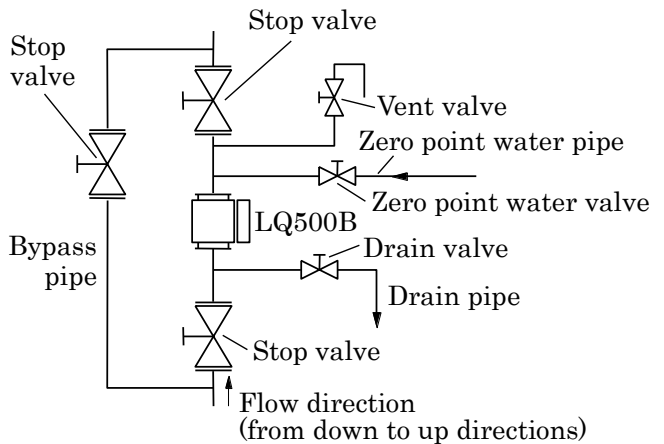 Stop valve
Stop
valve
Vent valve
Zero point water pipe
Zero point water valve
LQ500B
Drain valve
Bypass
pipe
Drain pipe
Stop valve
Flow direction
(from down to up directions)